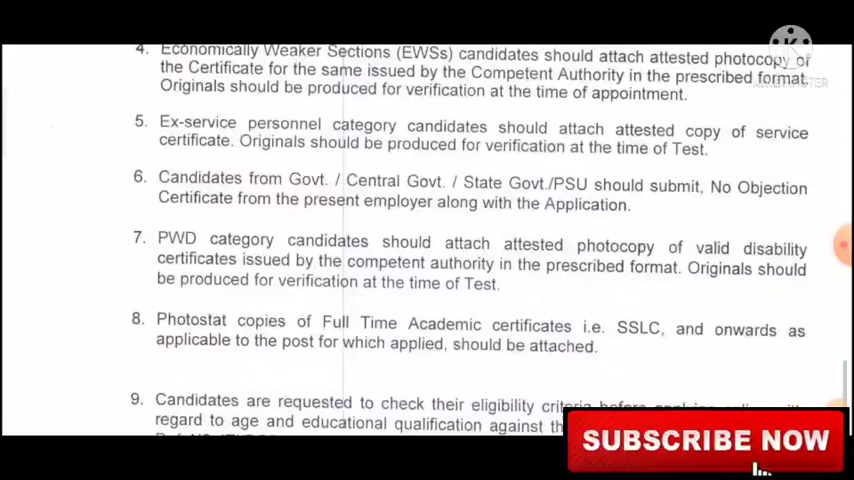 4. Economically Weaker Sections (EWSs) candidates should attach attested photocopy of
the Certificate for the same issued by the Competent Authority in the prescribed format.
Originals should be produced for verification at the time of appointment.
5. Ex-service personnel category candidates should attach attested copy of service
certificate. Originals should be produced for verification at the time of Test.
6. Candidates from Govt. / Central Govt. / State Govt./PSU should submit, No Objection
Certificate from the present employer along with the Application.
7. PWD category candidates should attach attested photocopy of valid disability
certificates issued by the competent authority in the prescribed format. Originals should
be produced for verification at the time of Test.
8. Photostat copies of Full Time Academic certificates i.e. SSLC, and onwards as
applicable to the post for which applied, should be attached.
9. Candidates are requested to check their eligibility criteria before applying
regard to age and educational qualification against
SUBSCRIBE NOW